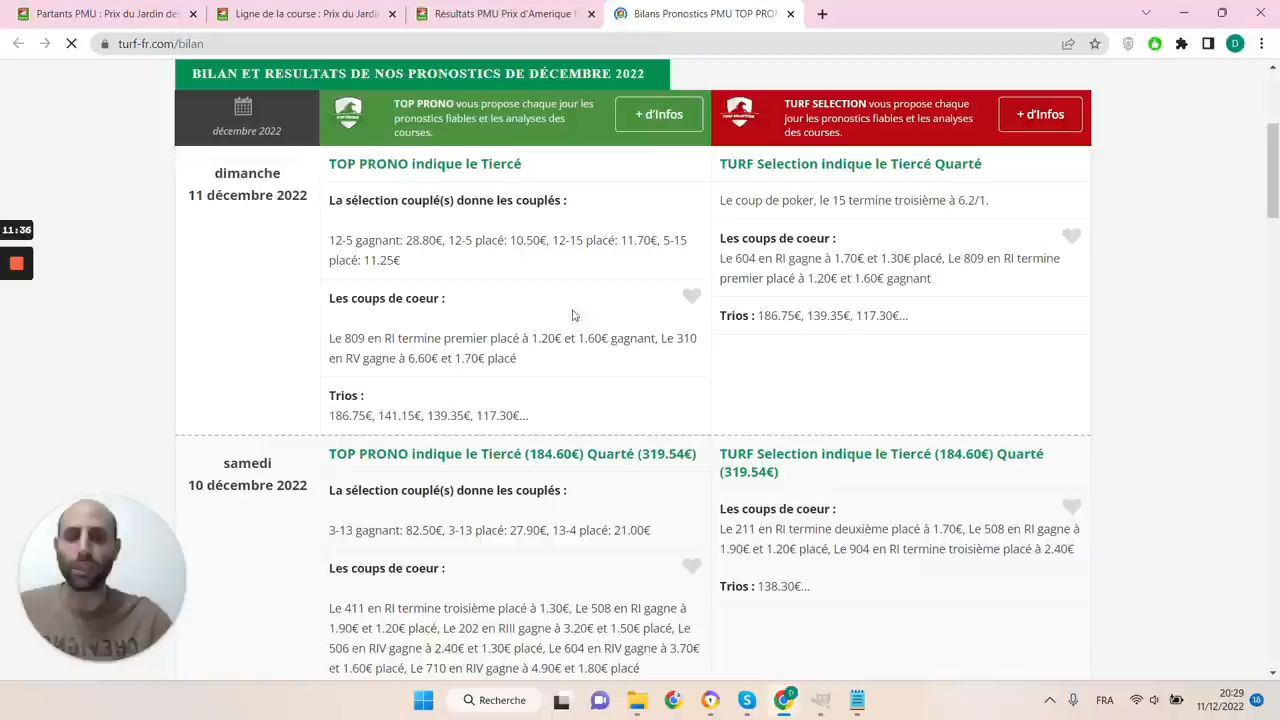 Partants PMU : Prix du Jardin des
Ligne de la course : Prix du Jardi
Résultats PMU Prix d'Amerique
Bilans Pronostics PMU TOP PRON
turf-fr.com/bilan
D
BILAN ET RESULTATS DE NOS PRONOSTICS DE DÉCEMBRE 2022
décembre 2022
TOP PRONO
TOP PRONO vous propose chaque jour les
pronostics fiables et les analyses des
courses.
+ d'Infos
TURF SELECTION
TURF SELECTION vous propose chaque
jour les pronostics fiables et les analyses
des courses.
+ d'Infos
dimanche
11 décembre 2022
TOP PRONO indique le Tiercé
La sélection couplé(s) donne les couplés :
12-5 gagnant: 28.80€, 12-5 placé: 10.50€, 12-15 placé: 11.70€, 5-15
placé: 11.25€
Les coups de coeur :
Le 809 en RI termine premier placé à 1.20€ et 1.60€ gagnant, Le 310
en RV gagne à 6.60€ et 1.70€ placé
Trios :
186.75€, 141.15€, 139.35€, 117.30€...
TURF Selection indique le Tiercé Quarté
Le coup de poker, le 15 termine troisième à 6.2/1.
Les coups de coeur :
Le 604 en RI gagne à 1.70€ et 1.30€ placé, Le 809 en RI termine
premier placé à 1.20€ et 1.60€ gagnant
Trios : 186.75€, 139.35€, 117.30€...
11:36
samedi
10 décembre 2022
TOP PRONO indique le Tiercé (184.60€) Quarté (319.54€)
La sélection couplé(s) donne les couplés :
3-13 gagnant: 82.50€, 3-13 placé: 27.90€, 13-4 placé: 21.00€
Les coups de coeur :
Le 411 en RI termine troisième placé à 1.30€, Le 508 en RI gagne à
1.90€ et 1.20€ placé, Le 202 en RIII gagne à 3.20€ et 1.50€ placé, Le
506 en RIV gagne à 2.40€ et 1.30€ placé, Le 604 en RIV gagne à 3.70€
et 1.60€ placé, Le 710 en RIV gagne à 4.90€ et 1.80€ placé
TURF Selection indique le Tiercé (184.60€) Quarté
(319.54€)
Les coups de coeur :
Le 211 en RI termine deuxième placé à 1.70€, Le 508 en RI gagne à
1.90€ et 1.20€ placé, Le 904 en RI termine troisième placé à 2.40€
Trios : 138.30€...
Recherche
FRA
20:29
11/12/2022
18